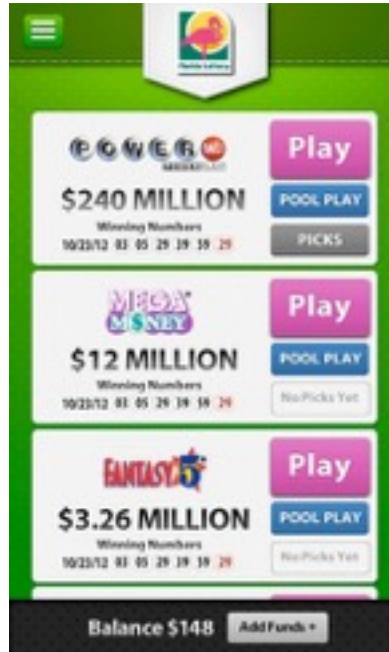 Florida Lottery
POWERBALL
Play
$240 MILLION
POOL PLAY
Winning Numbers
10/23/12 03 05 29 39 59 29
PICKS
MEGA
MONEY
Play
$12 MILLION
POOL PLAY
Winning Numbers
10/23/12 03 05 29 39 59 29
No Picks Yet
FANTASY 5
Play
$3.26 MILLION
POOL PLAY
Winning Numbers
10/23/12 03 05 29 39 59 29
No Picks Yet
Balance $148
Add Funds +